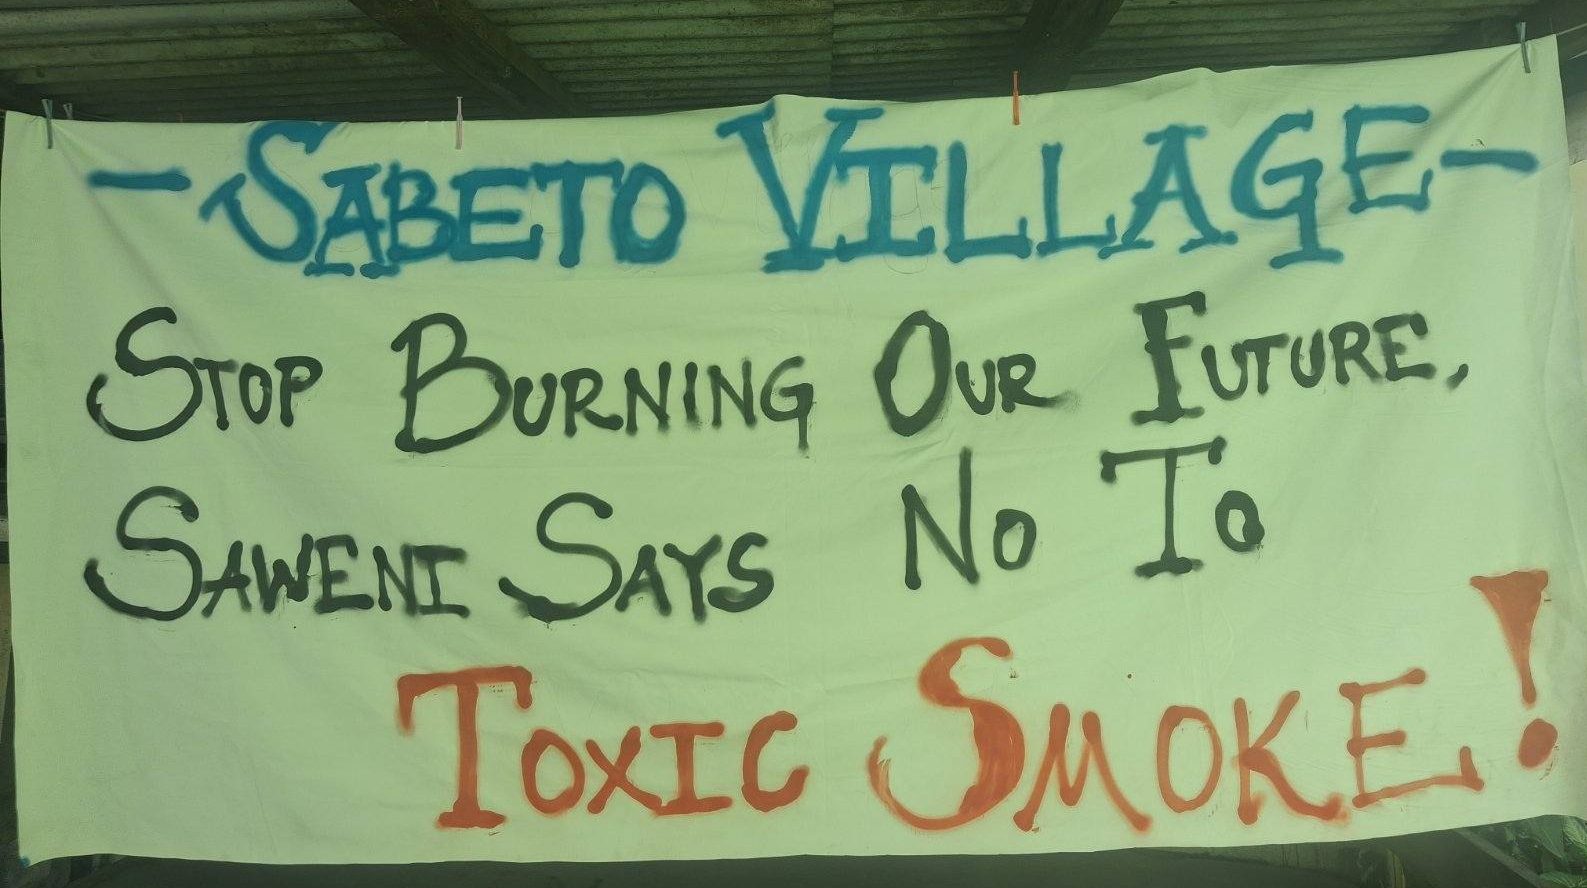 - SABETO VILLAGE -
STOP BURNING OUR FUTURE,
SAWENI SAYS NO TO
TOXIC SMOKE!